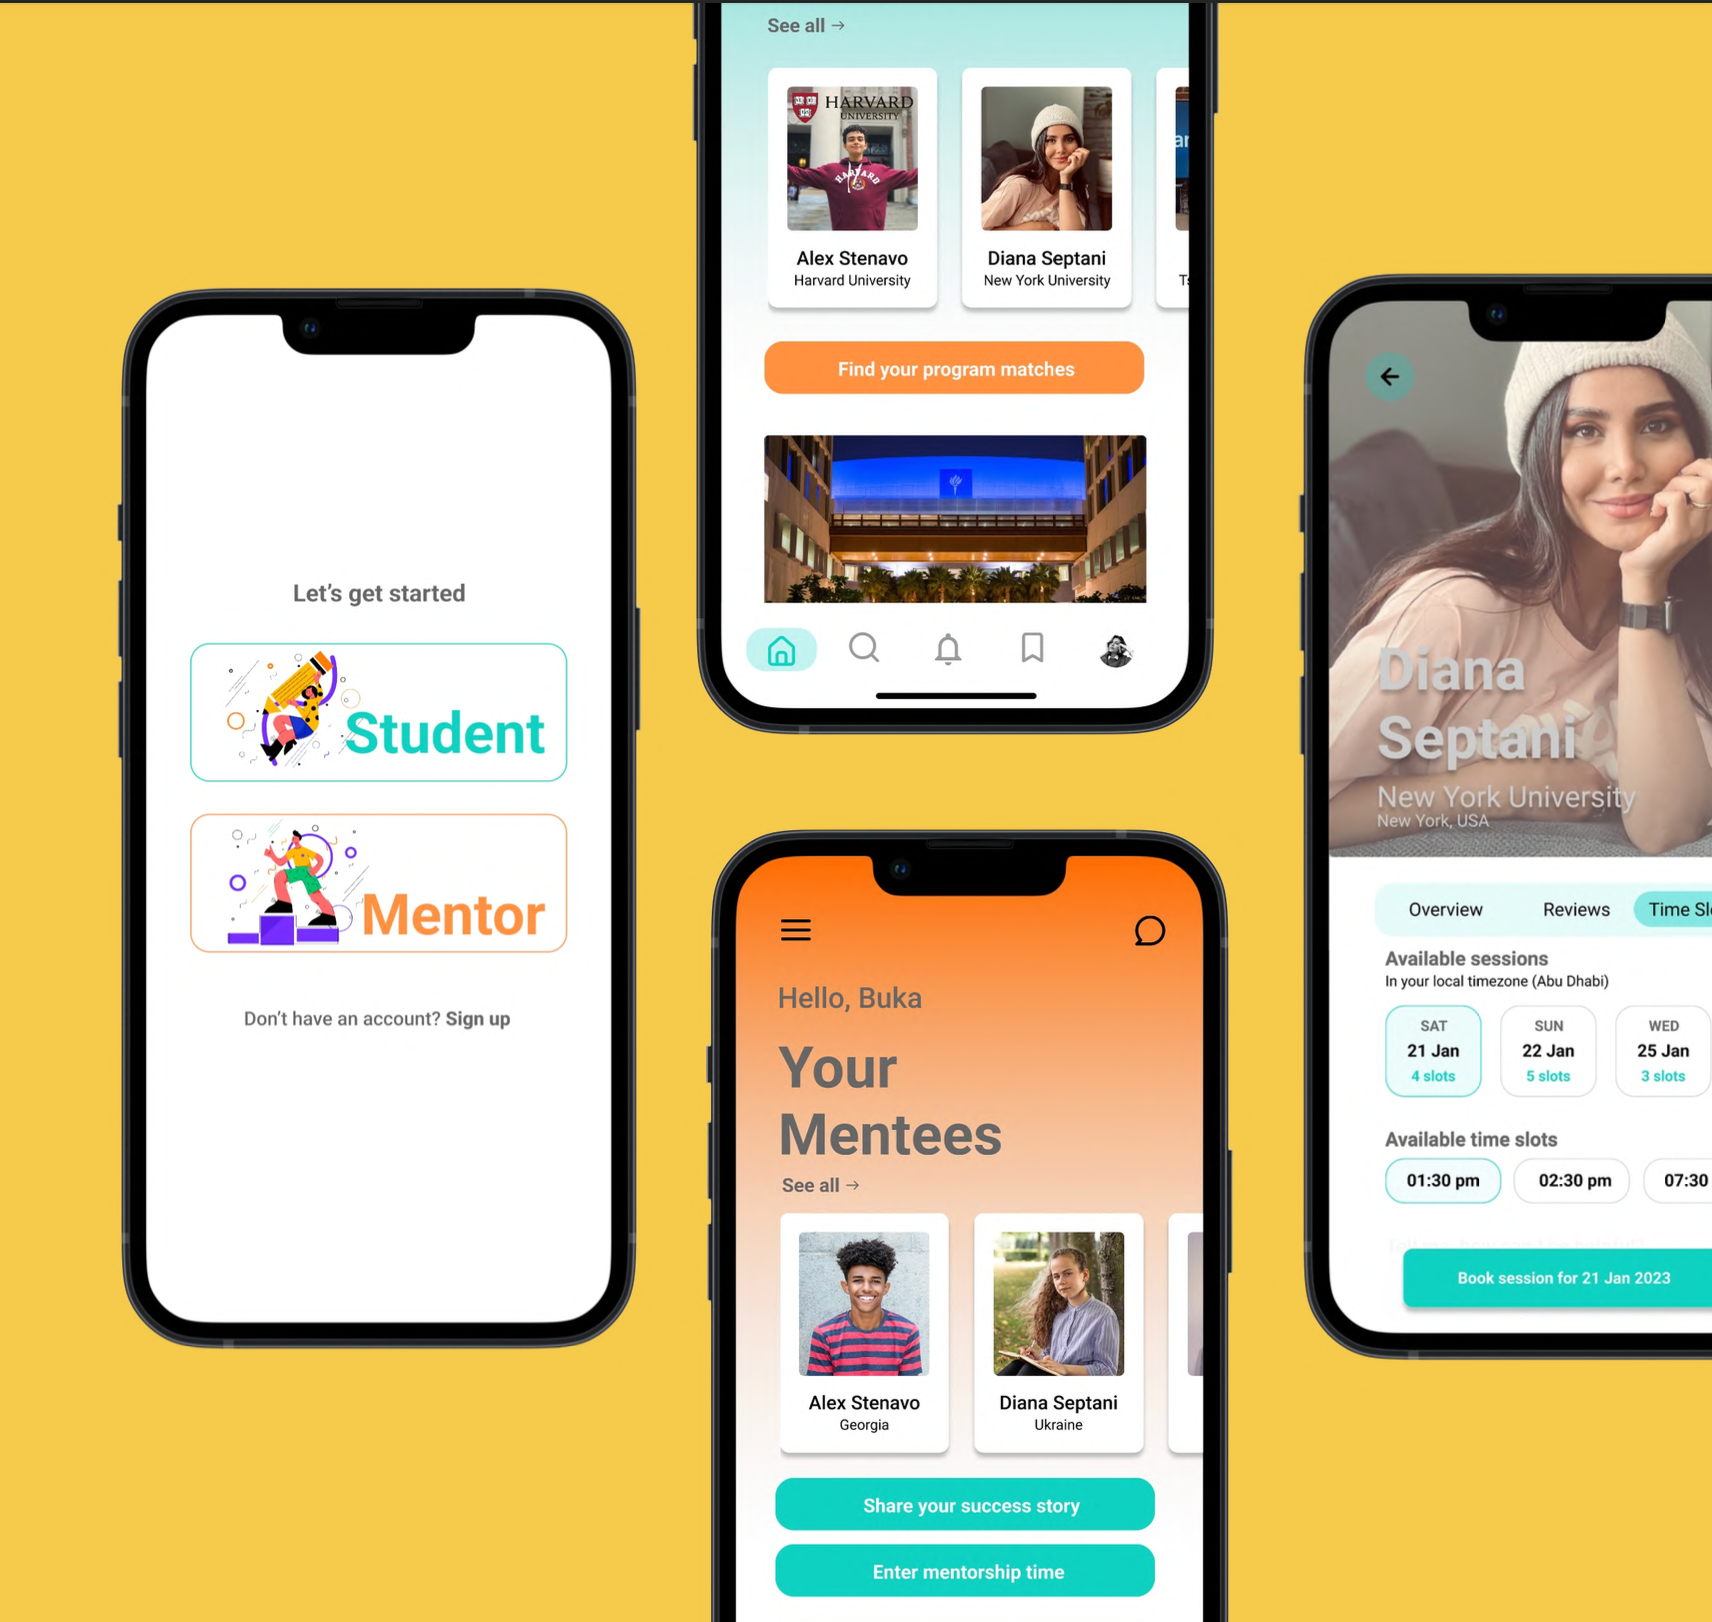 Let's get started
Student
Mentor
Don't have an account? Sign up
See all →
HARVARD
UNIVERSITY
HARVARD
Alex Stenavo
Harvard University
Diana Septani
New York University
Find your program matches
Hello, Buka
Your
Mentees
See all →
Alex Stenavo
Georgia
Diana Septani
Ukraine
Share your success story
Enter mentorship time
Diana
Septani
New York University
New York, USA
Overview
Reviews
Time Sl
Available sessions
In your local timezone (Abu Dhabi)
SAT
21 Jan
4 slots
SUN
22 Jan
5 slots
WED
25 Jan
3 slots
Available time slots
01:30 pm
02:30 pm
07:30
Book session for 21 Jan 2023